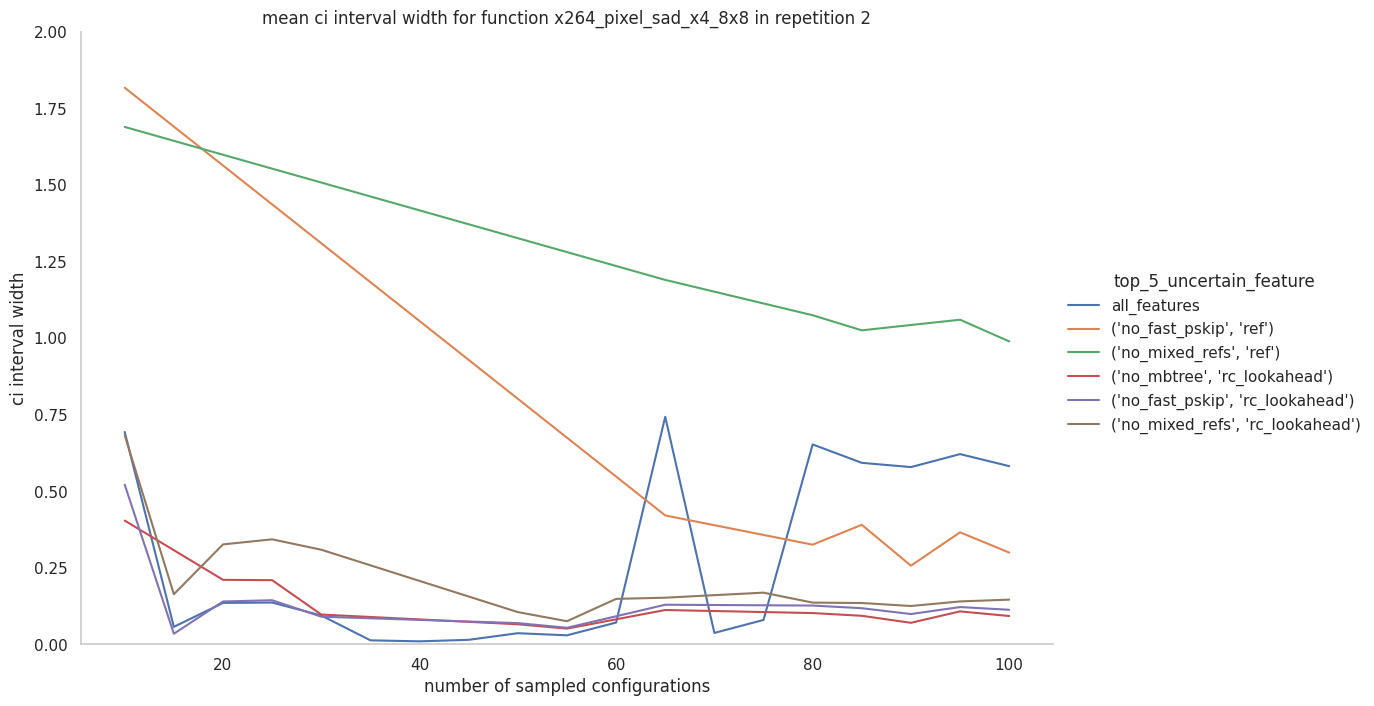 mean ci interval width for function x264_pixel_sad_x4_8x8 in repetition 2
2.00
1.75
1.50
1.25
1.00
0.75
0.50
0.25
0.00
ci interval width
20
40
60
80
100
number of sampled configurations
top_5_uncertain_feature
all_features
('no_fast_pskip', 'ref')
('no_mixed_refs', 'ref')
('no_mbtree', 'rc_lookahead')
('no_fast_pskip', 'rc_lookahead')
('no_mixed_refs', 'rc_lookahead')